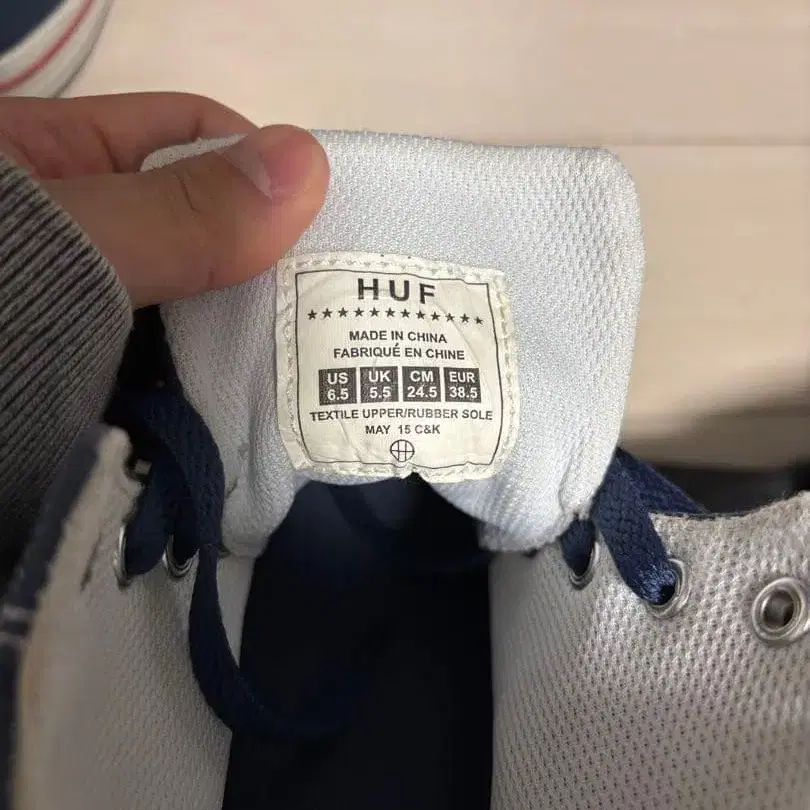 HUF
★★★★★★★★★★★
MADE IN CHINA
FABRIQUÉ EN CHINE
US UK CM EUR
6.5 5.5 24.5 38.5
TEXTILE UPPER/RUBBER SOLE
MAY 15 C&K